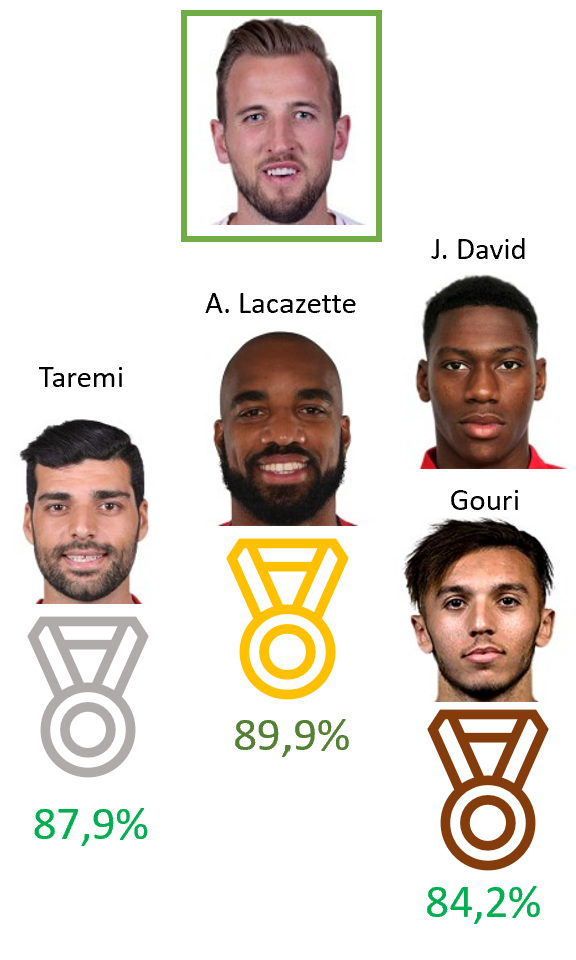 J. David
A. Lacazette
Taremi
Gouri
89,9%
87,9%
84,2%